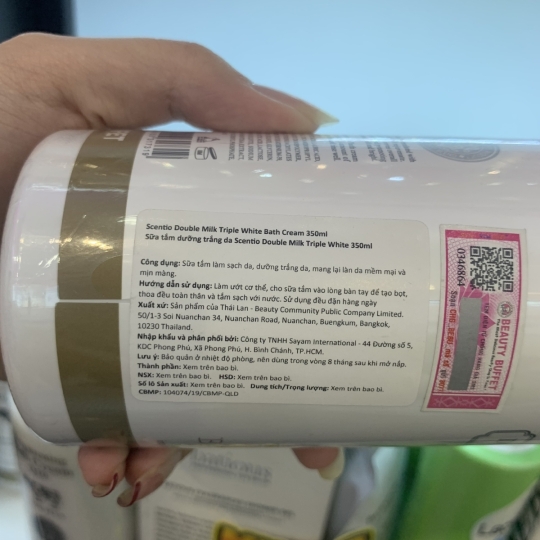 Scentio Double Milk Triple White Bath Cream 350ml
Sữa tắm dưỡng trắng da Scentio Double Milk Triple White 350ml
Công dụng: Sữa tắm làm sạch da, dưỡng trắng da, mang lại làn da mềm mại và
mịn màng.
Hướng dẫn sử dụng: Làm ướt cơ thể, cho sữa tắm vào lòng bàn tay để tạo bọt,
thoa đều toàn thân và tắm sạch với nước. Sử dụng đều đặn hàng ngày
Xuất xứ: Sản phẩm của Thái Lan - Beauty Community Public Company Limited.
50/1-3 Soi Nuanchan 34, Nuanchan Road, Nuanchan, Buengkum, Bangkok,
10230 Thailand.
Nhập khẩu và phân phối bởi: Công ty TNHH Sayam International - 44 Đường số 5,
KDC Phong Phú, Xã Phong Phú, H. Bình Chánh, TP.HCM.
Lưu ý: Bảo quản ở nhiệt độ phòng, nên dùng trong vòng 8 tháng sau khi mở nắp.
Thành phần: Xem trên bao bì.
NSX: Xem trên bao bì. HSD: Xem trên bao bì.
Số lô Sản xuất: Xem trên bao bì. Dung tích/Trọng lượng: Xem trên bao bì.
CBMP: 104074/19/CBMP-QLD
0346864
BEAUTY BUFFET